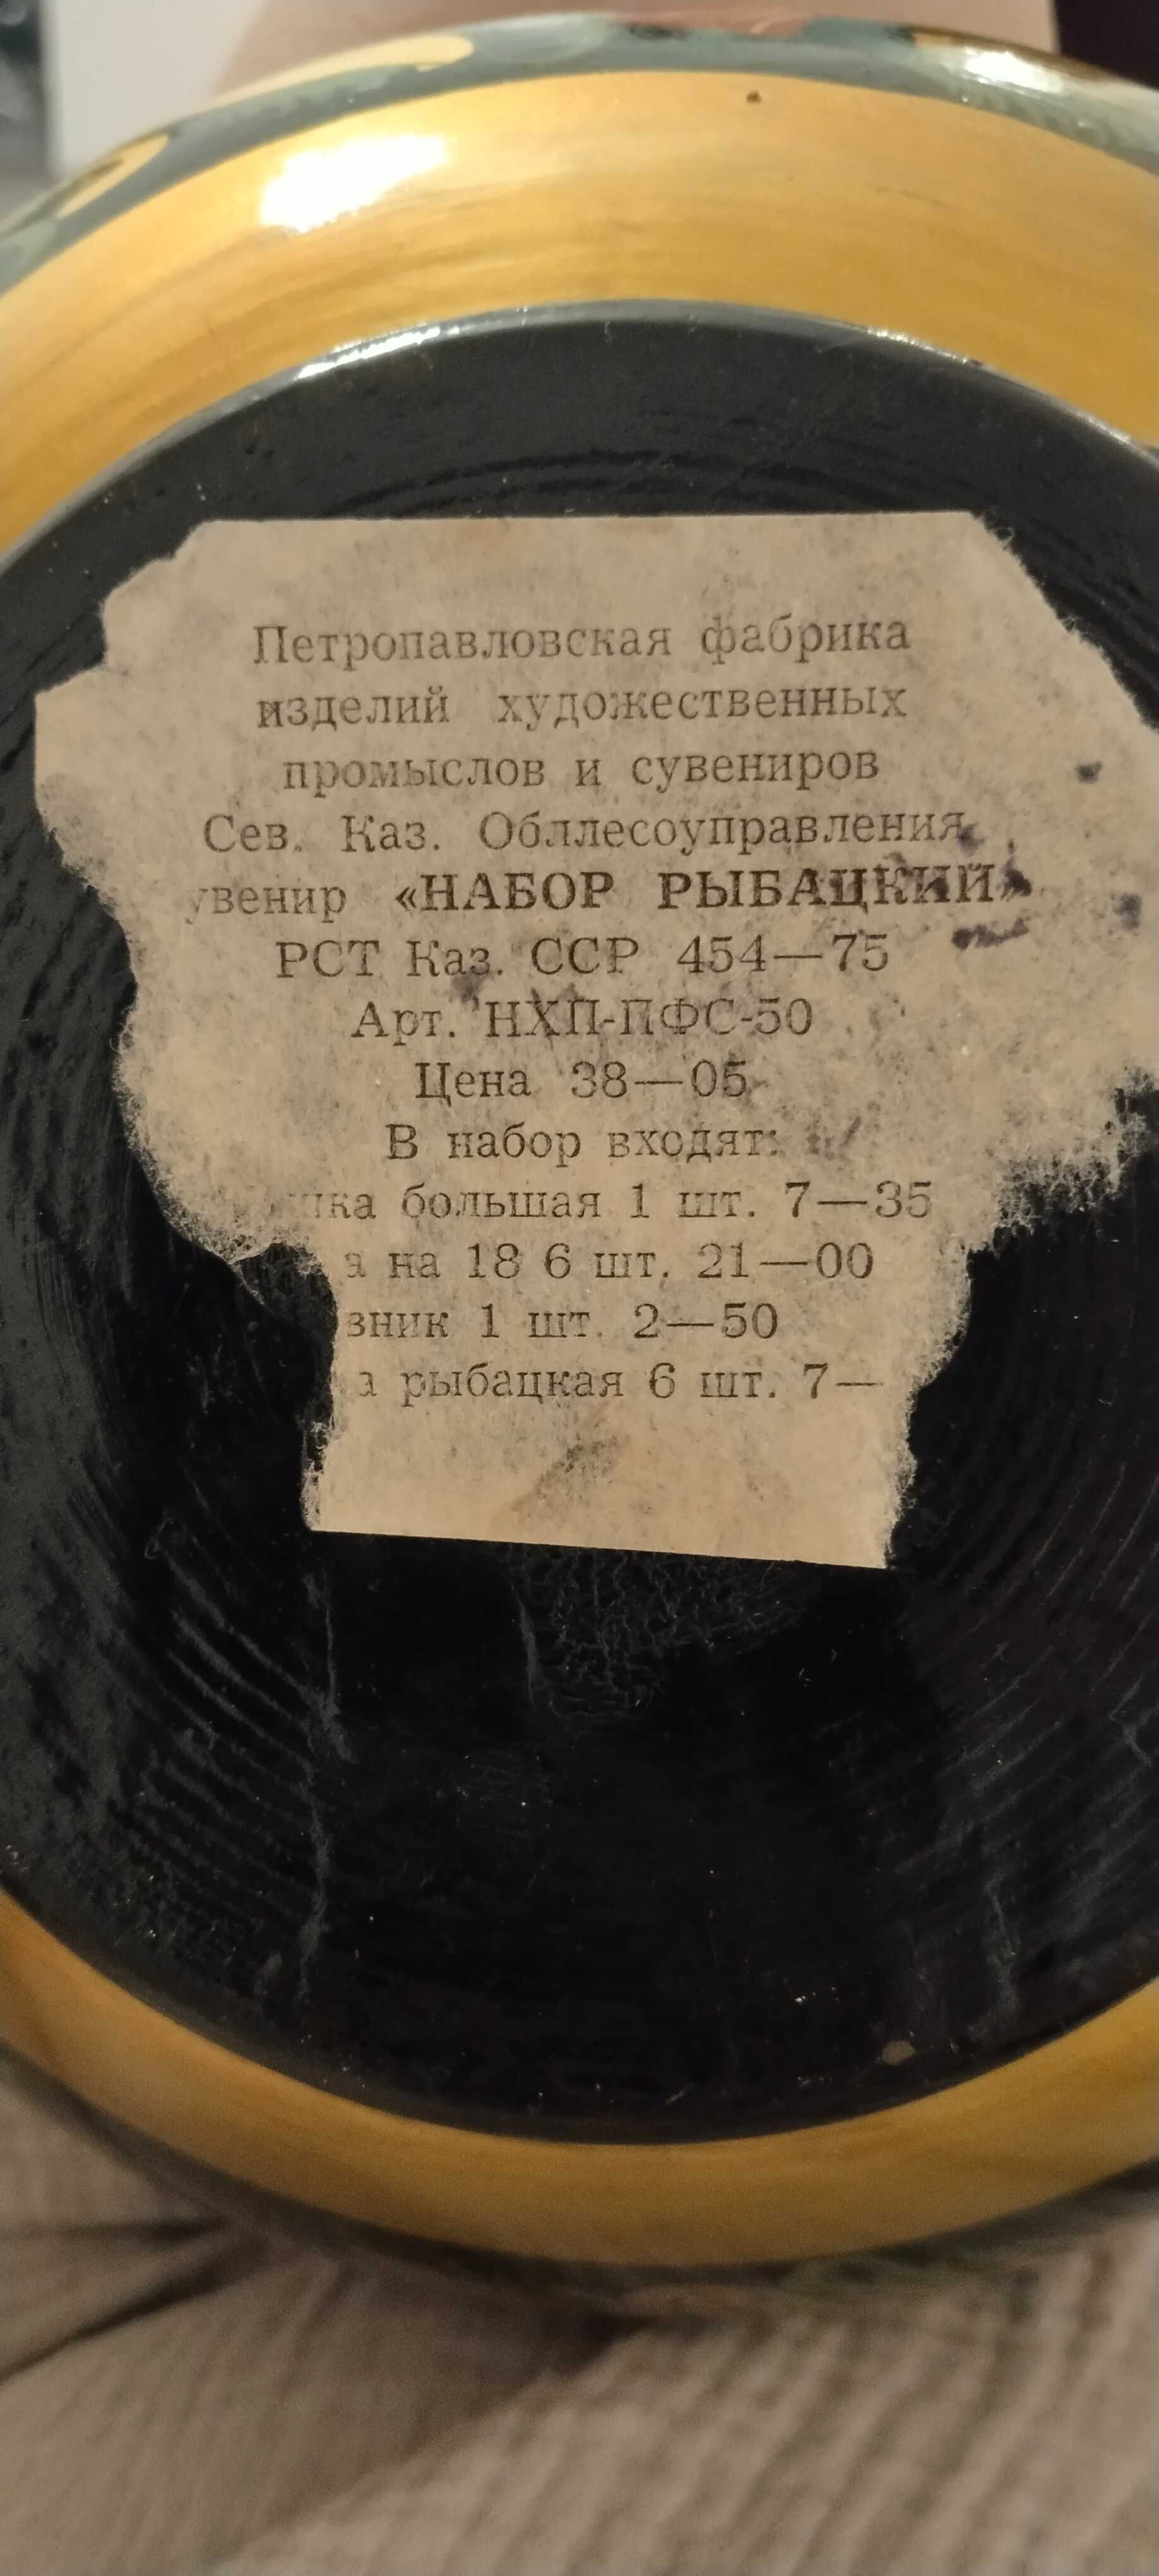 Петропавловская фабрика
изделий художественных
промыслов и сувениров
Сев. Каз. Обллесоуправления
увенир «НАБОР РЫБАЦКИЙ»
РСТ Каз. ССР 454—75
Арт. НХП-ПФС-50
Цена 38—05
В набор входят:
шка большая 1 шт. 7—35
а на 18 6 шт. 21—00
зник 1 шт. 2—50
а рыбацкая 6 шт. 7—